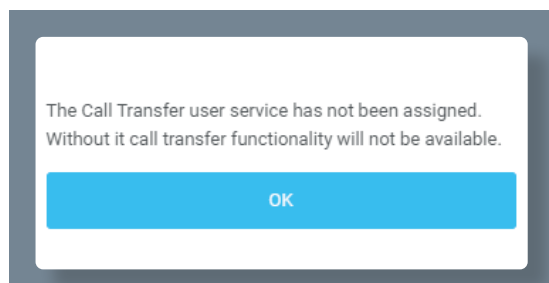 The Call Transfer user service has not been assigned.
Without it call transfer functionality will not be available.
OK